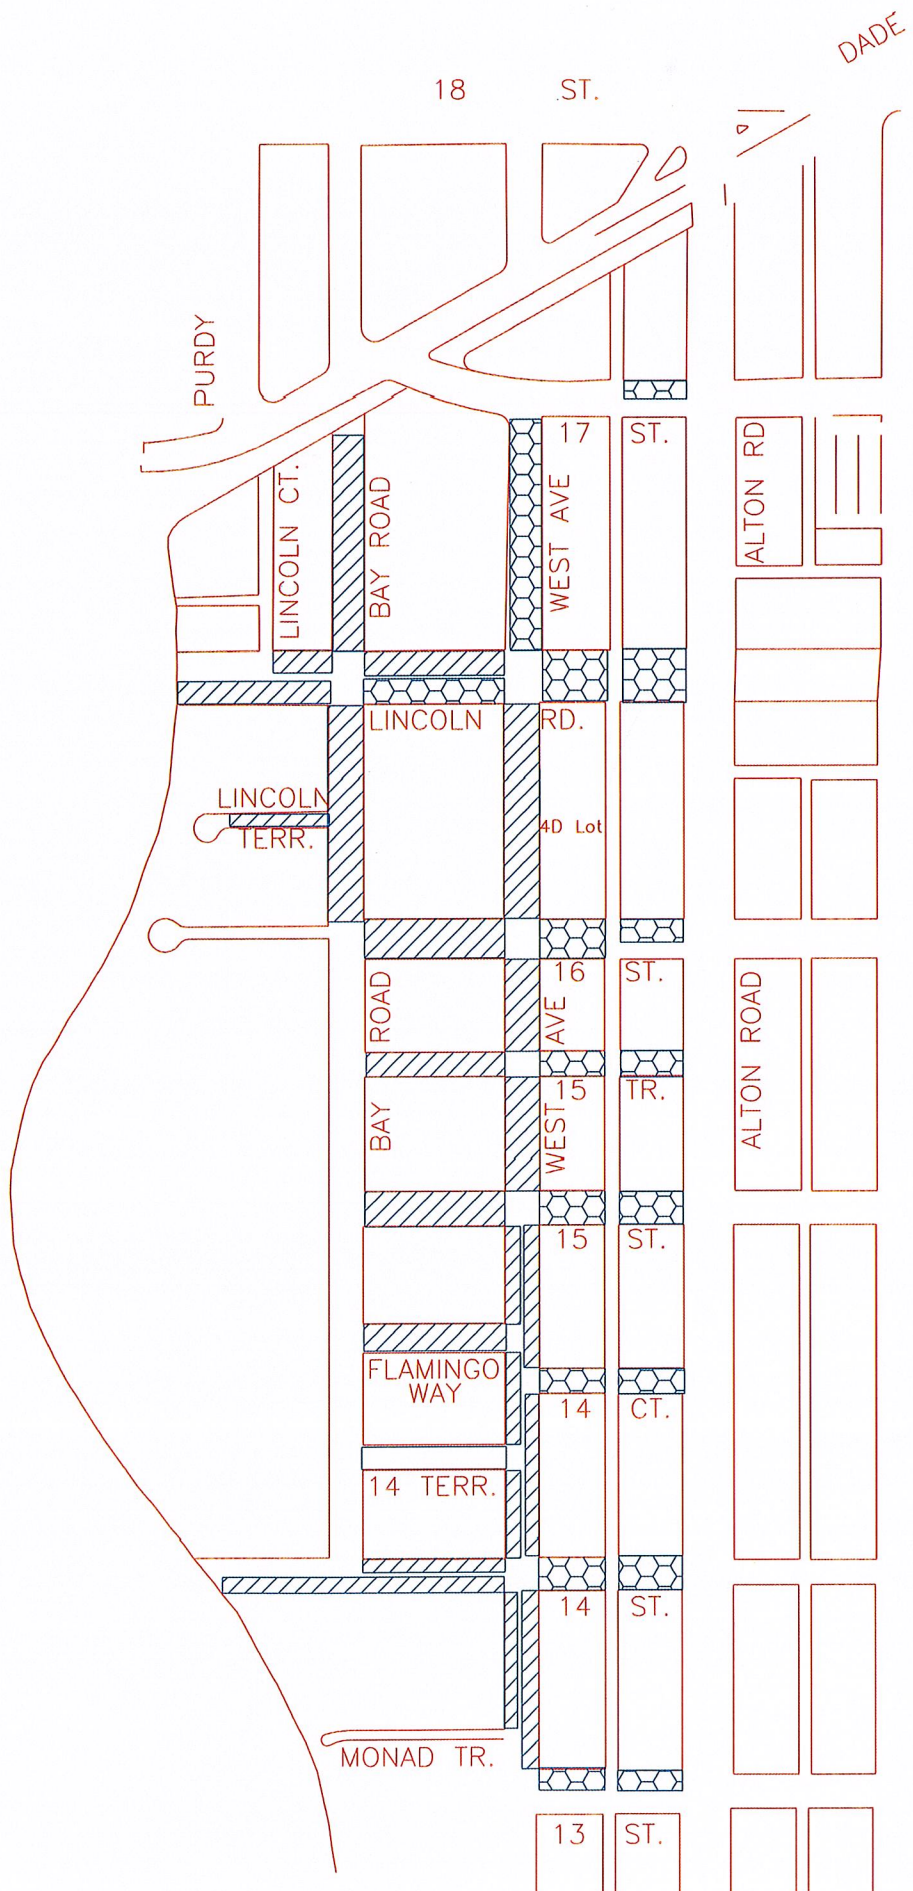 DADE
18 ST.
PURDY
17 ST.
ALTON RD
LINCOLN CT.
BAY ROAD
WEST AVE
LINCOLN RD.
LINCOLN
TERR.
4D Lot
16 ST.
ROAD
AVE
ALTON ROAD
15 TR.
BAY
WEST
15 ST.
FLAMINGO
WAY
14 CT.
14 TERR.
14 ST.
MONAD TR.
13 ST.